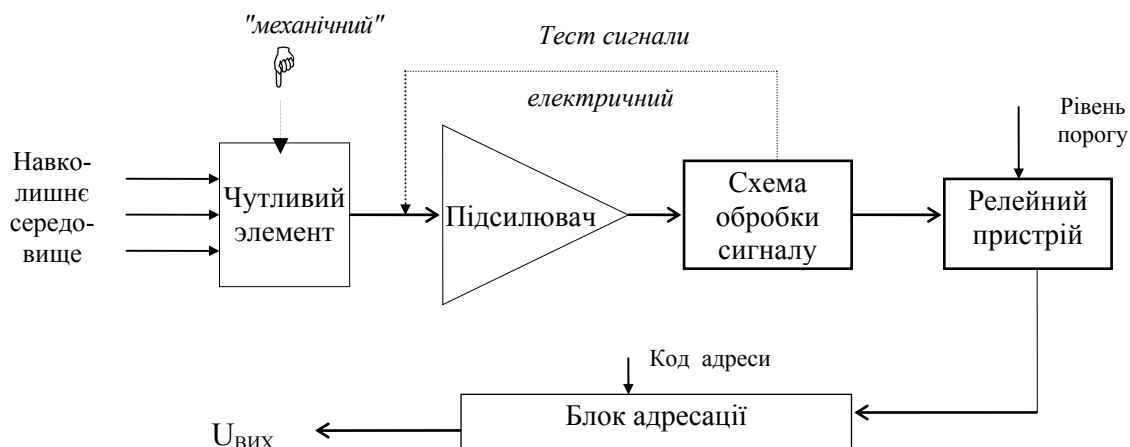 "механічний"
Тест сигнали
електричний
Рівень
порогу
Навко-
лишнє
середо-
вище
Чутливий
элемент
Підсилювач
Схема
обробки
сигналу
Релейний
пристрій
Код адреси
Блок адресації
Uвих